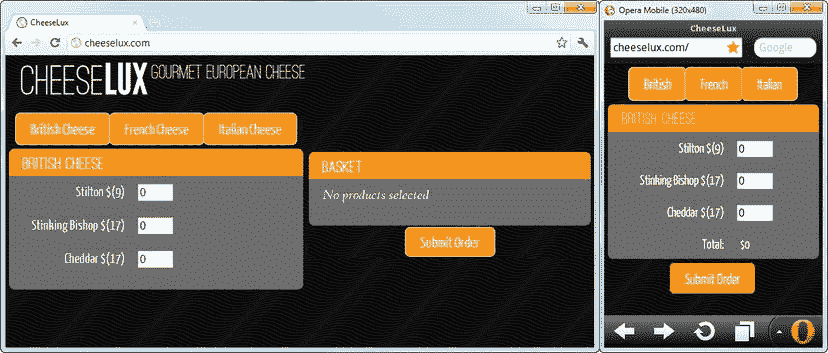 CheeseLux
cheeselux.com
CHEESELUX GOURMET EUROPEAN CHEESE
British Cheese French Cheese Italian Cheese
BRITISH CHEESE
Stilton $(9) 0
Stinking Bishop $(17) 0
Cheddar $(17) 0
BASKET
No products selected
Submit Order
Opera Mobile (320x480)
CheeseLux
cheeselux.com/ Google
British French Italian
BRITISH CHEESE
Stilton $(9) 0
Stinking Bishop $(17) 0
Cheddar $(17) 0
Total: $0
Submit Order